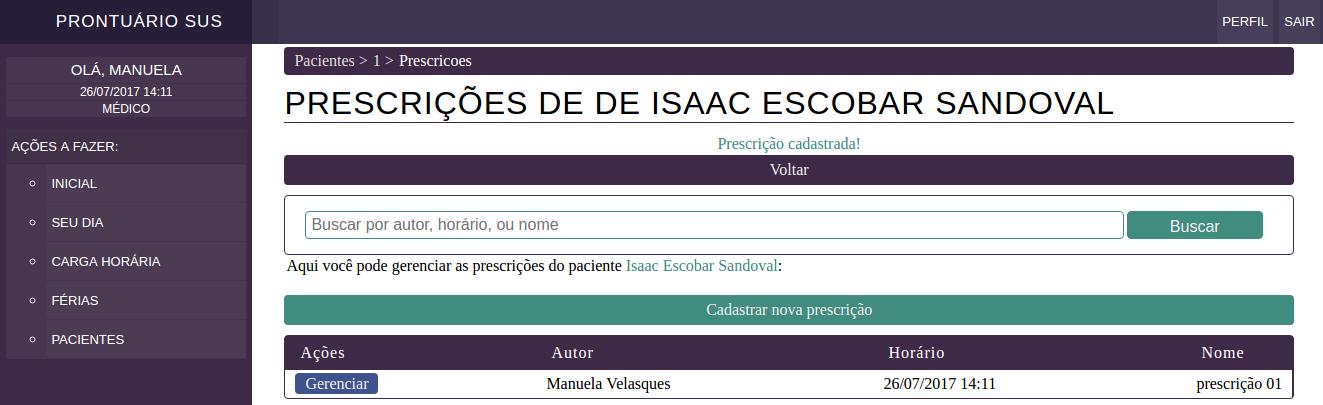 PRONTUÁRIO SUS
PERFIL SAIR
OLÁ, MANUELA
26/07/2017 14:11
MÉDICO
AÇÕES A FAZER:
INICIAL
SEU DIA
CARGA HORÁRIA
FÉRIAS
PACIENTES
Pacientes > 1 > Prescricoes
PRESCRIÇÕES DE DE ISAAC ESCOBAR SANDOVAL
Prescrição cadastrada!
Voltar
Buscar por autor, horário, ou nome Buscar
Aqui você pode gerenciar as prescrições do paciente Isaac Escobar Sandoval:
Cadastrar nova prescrição
Ações Autor Horário Nome
Gerenciar Manuela Velasques 26/07/2017 14:11 prescrição 01